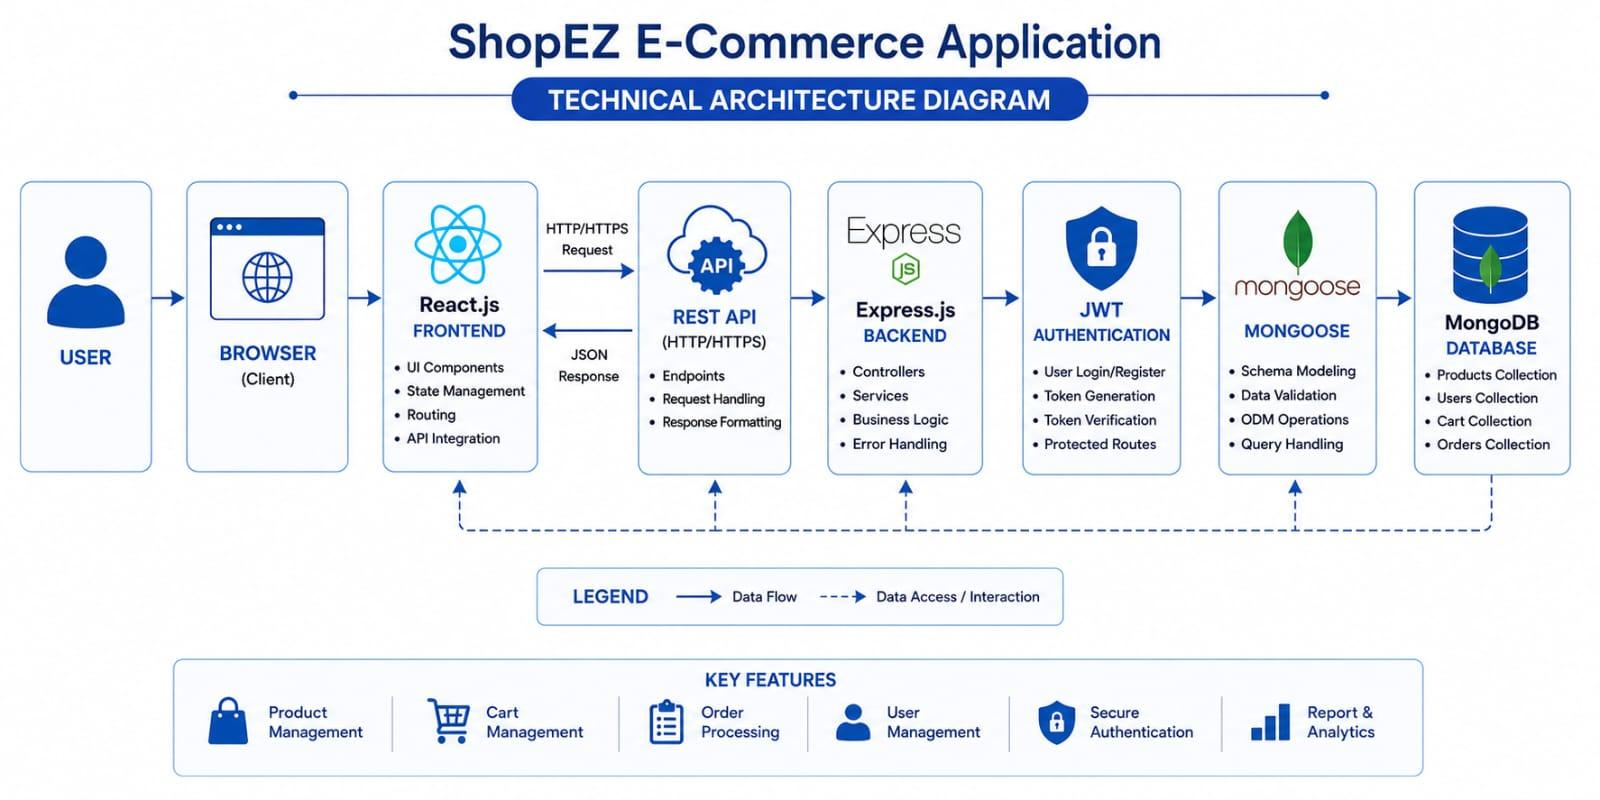 ShopEZ E-Commerce Application
TECHNICAL ARCHITECTURE DIAGRAM
USER
BROWSER
(Client)
React.js
FRONTEND
• UI Components
• State Management
• Routing
• API Integration
HTTP/HTTPS
Request
JSON
Response
API
REST API
(HTTP/HTTPS)
• Endpoints
• Request Handling
• Response Formatting
Express
JS
Express.js
BACKEND
• Controllers
• Services
• Business Logic
• Error Handling
JWT
AUTHENTICATION
• User Login/Register
• Token Generation
• Token Verification
• Protected Routes
mongoose
MONGOOSE
• Schema Modeling
• Data Validation
• ODM Operations
• Query Handling
MongoDB
DATABASE
• Products Collection
• Users Collection
• Cart Collection
• Orders Collection
LEGEND
Data Flow
Data Access / Interaction
KEY FEATURES
Product
Management
Cart
Management
Order
Processing
User
Management
Secure
Authentication
Report &
Analytics